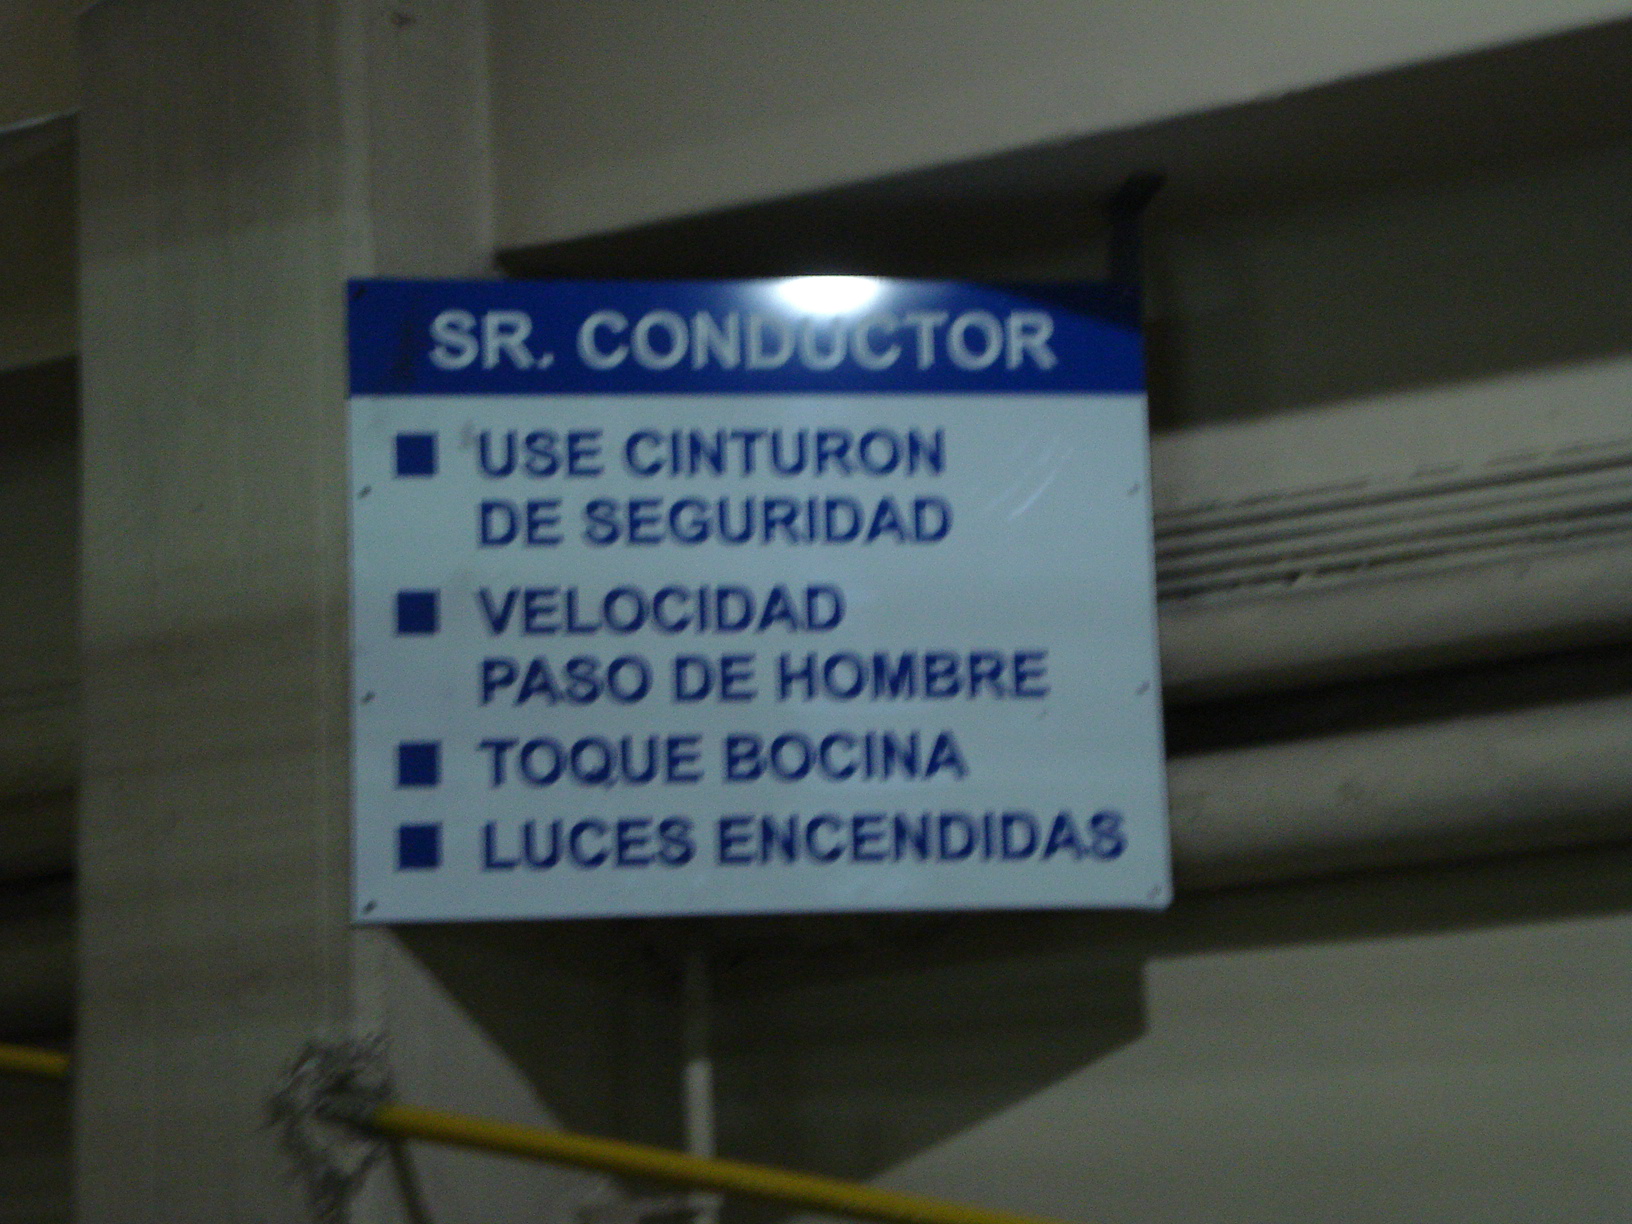 SR. CONDUCTOR
USE CINTURON
DE SEGURIDAD
VELOCIDAD
PASO DE HOMBRE
TOQUE BOCINA
LUCES ENCENDIDAS